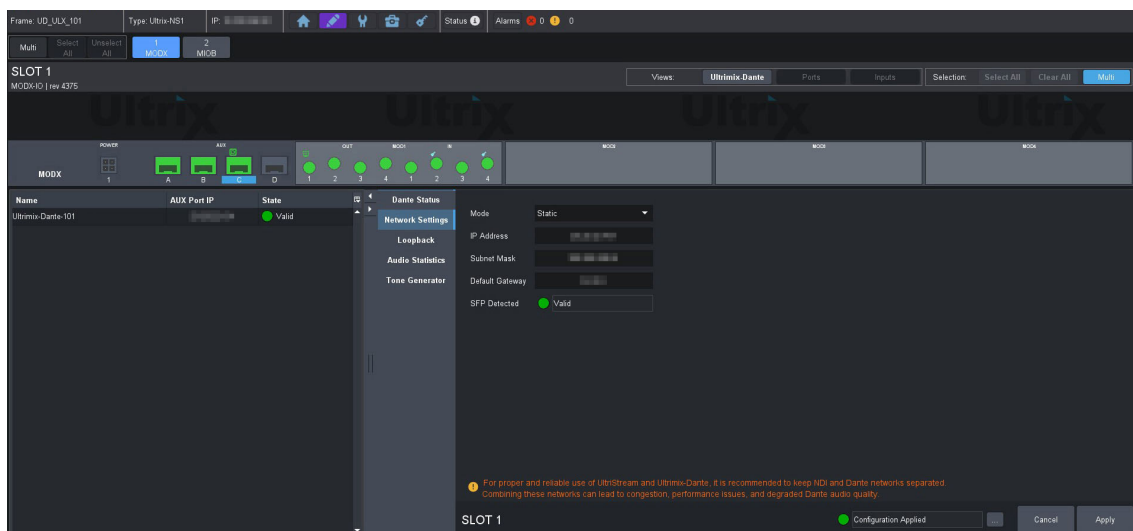 Frame: UD_ULX_101 Type: Ultrix-NS1 IP: Status Alarms 0 0
Multi Select All Unselect All 1 MODX 2 MIOB
SLOT 1
MODX-IO | rev 4375
Views: Ultrimix-Dante Ports Inputs Selection: Select All Clear All Multi
Ultrix Ultrix Ultrix Ultrix
POWER AUX OUT MOD1 IN
MODX
1 A B C D 1 2 3 4 1 2 3 4
Name AUX Port IP State
Ultrimix-Dante-101 Valid
Dante Status
Network Settings
Loopback
Audio Statistics
Tone Generator
Mode Static
IP Address
Subnet Mask
Default Gateway
SFP Detected Valid
For proper and reliable use of UltriStream and Ultrimix-Dante, it is recommended to keep NDI and Dante networks separated
Combining these networks can lead to congestion, performance issues, and degraded Dante audio quality.
SLOT 1 Configuration Applied ... Cancel Apply